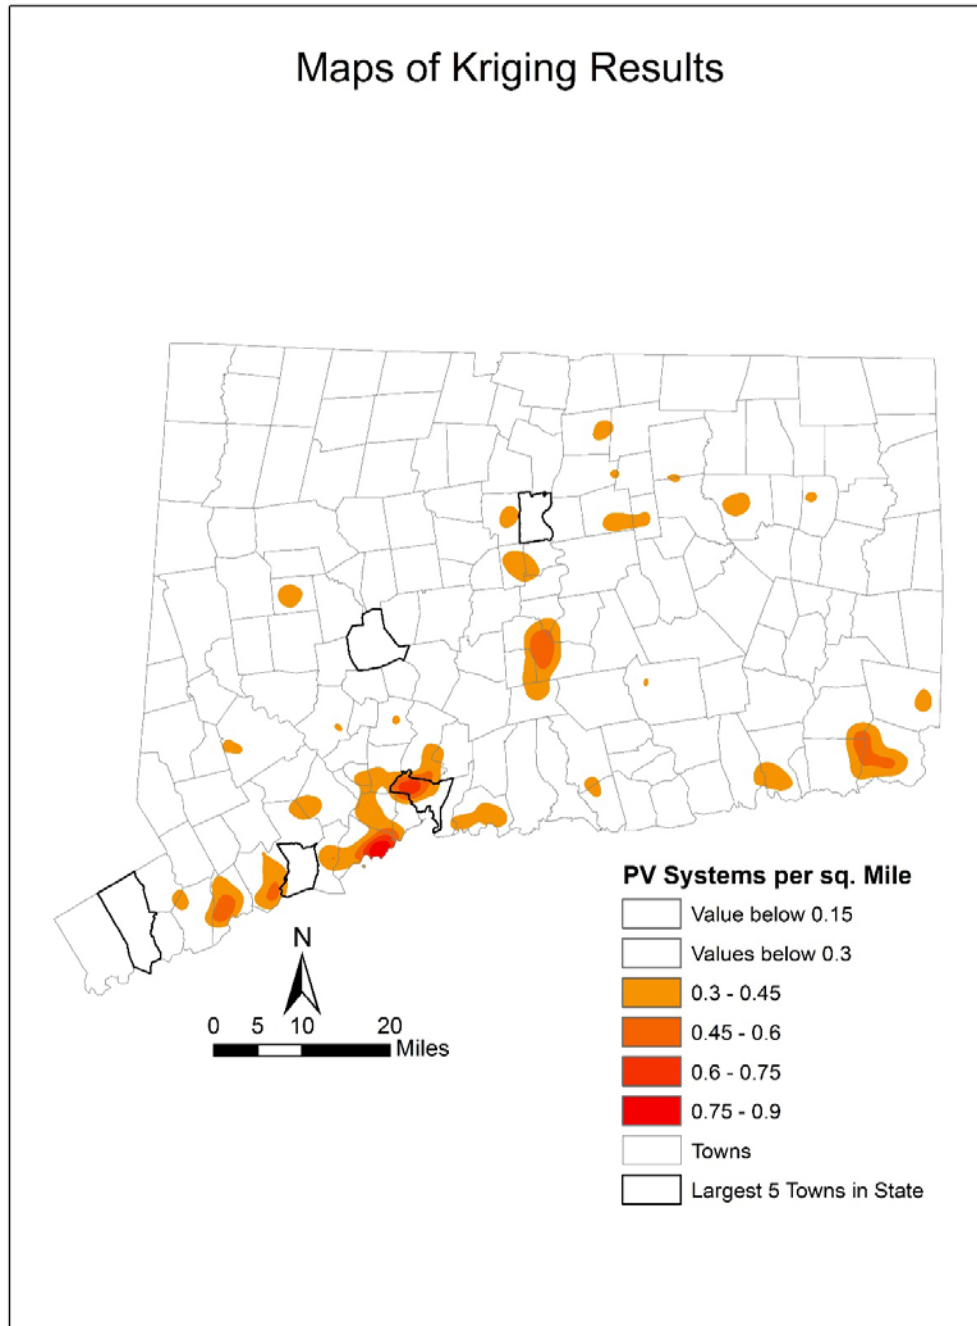 Maps of Kriging Results
PV Systems per sq. Mile
Value below 0.15
Values below 0.3
0.3 - 0.45
0.45 - 0.6
0.6 - 0.75
0.75 - 0.9
Towns
Largest 5 Towns in State
N
0 5 10 20
Miles